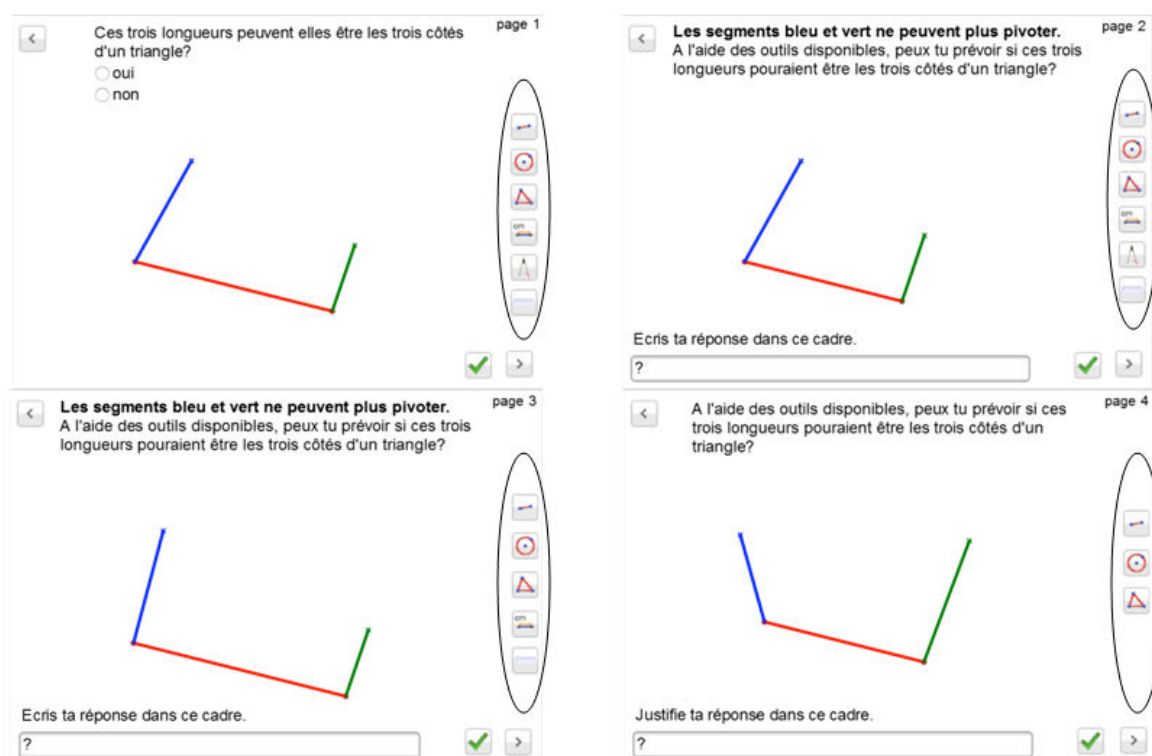 page 1
Ces trois longueurs peuvent elles être les trois côtés
d'un triangle?
oui
non
cm
page 2
Les segments bleu et vert ne peuvent plus pivoter.
A l'aide des outils disponibles, peux tu prévoir si ces trois
longueurs pouraient être les trois côtés d'un triangle?
cm
Ecris ta réponse dans ce cadre.
?
page 3
Les segments bleu et vert ne peuvent plus pivoter.
A l'aide des outils disponibles, peux tu prévoir si ces trois
longueurs pouraient être les trois côtés d'un triangle?
cm
Ecris ta réponse dans ce cadre.
?
page 4
A l'aide des outils disponibles, peux tu prévoir si ces
trois longueurs pouraient être les trois côtés d'un
triangle?
Justifie ta réponse dans ce cadre.
?